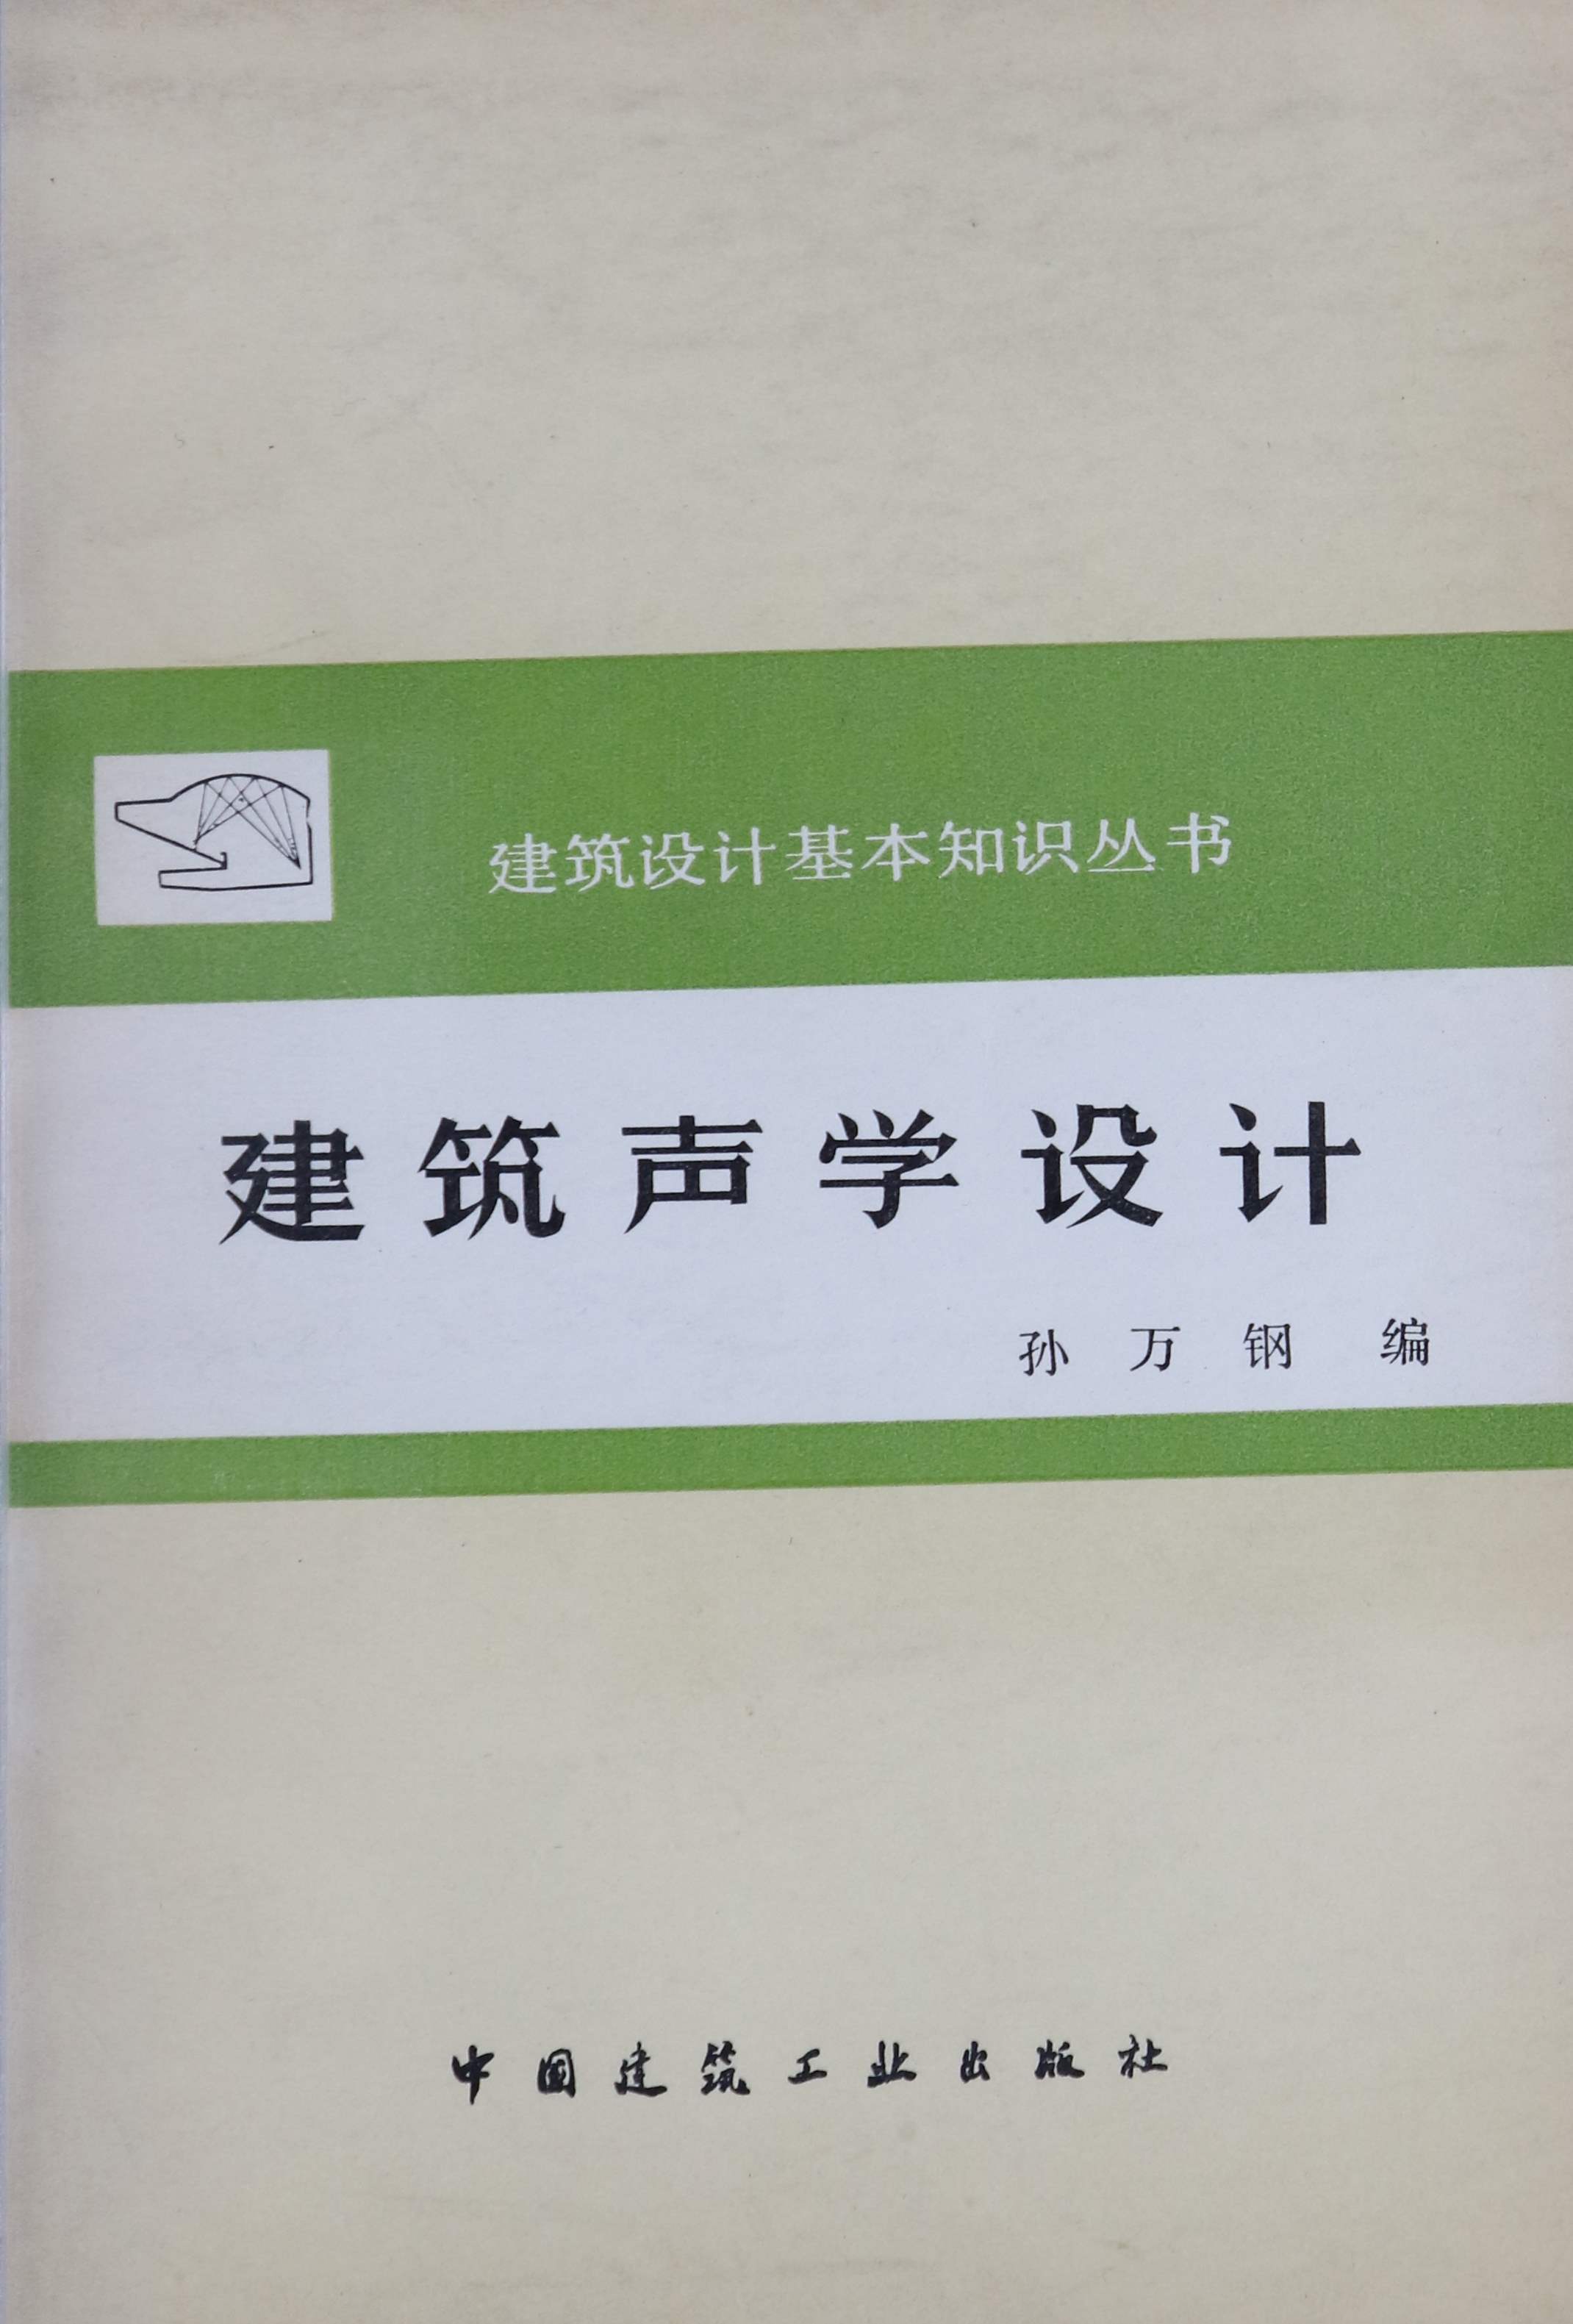 建筑设计基本知识丛书
建筑声学设计
孙万钢 编
中国建筑工业出版社